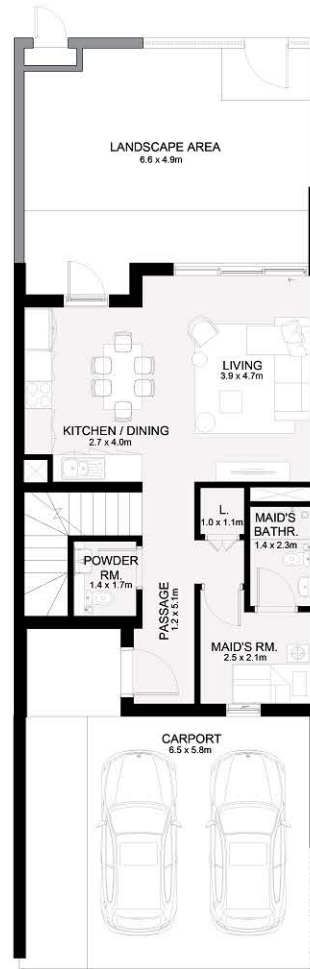 LANDSCAPE AREA
6.6 x 4.9m
LIVING
3.9 x 4.7m
KITCHEN / DINING
2.7 x 4.0m
L.
1.0 x 1.1m
MAID'S
BATHR.
1.4 x 2.3m
POWDER
RM.
1.4 x 1.7m
PASSAGE
1.2 x 5.1m
MAID'S RM.
2.5 x 2.1m
CARPORT
6.5 x 5.8m